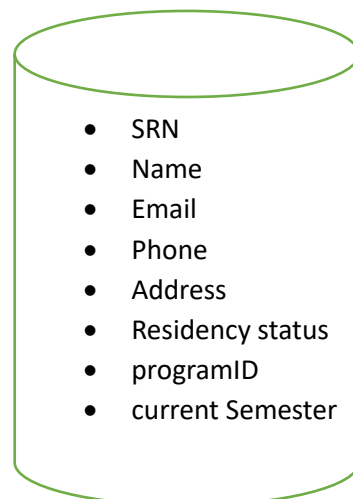 • SRN
• Name
• Email
• Phone
• Address
• Residency status
• programID
• current Semester